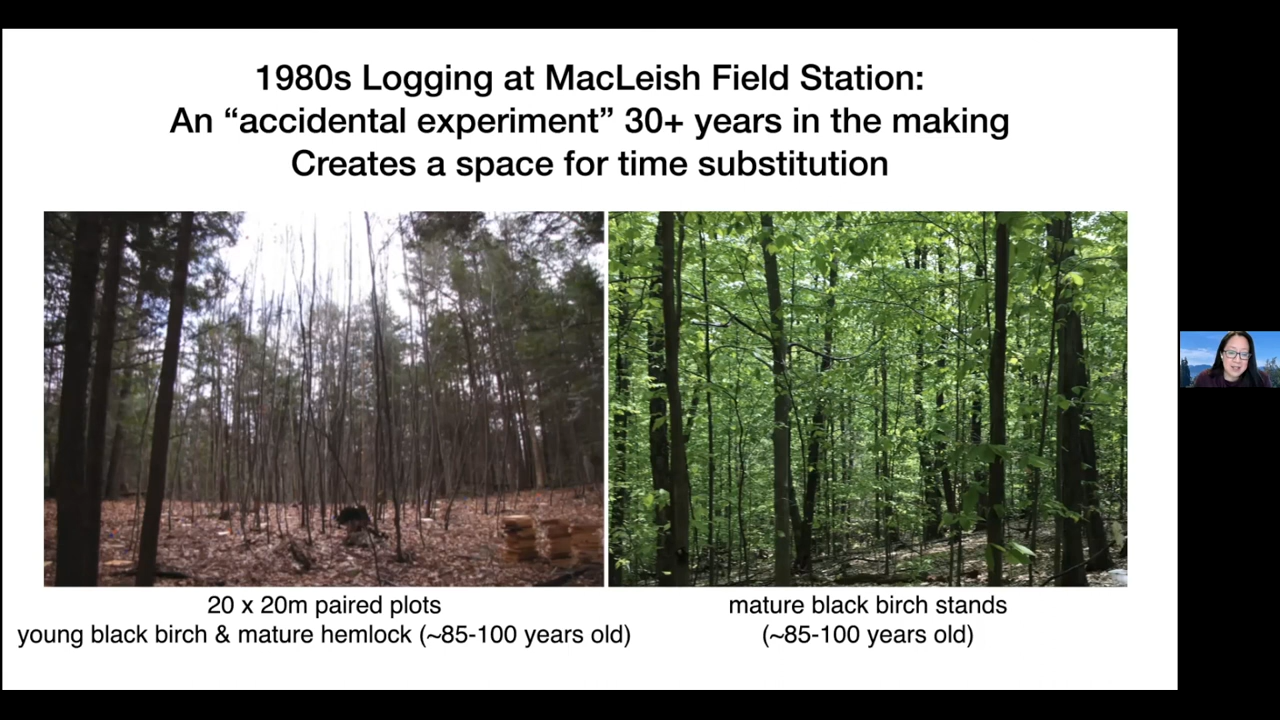 1980s Logging at MacLeish Field Station:
An “accidental experiment” 30+ years in the making
Creates a space for time substitution
20 x 20m paired plots
young black birch & mature hemlock (~85-100 years old)
mature black birch stands
(~85-100 years old)